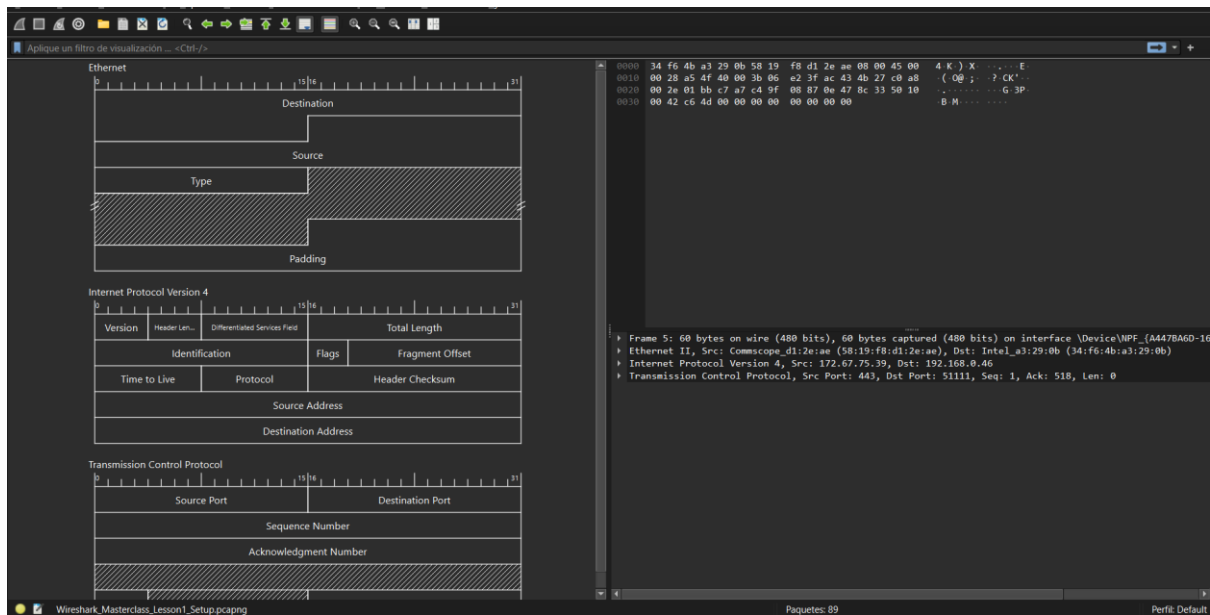 Aplique un filtro de visualización ... <Ctrl-/>
Ethernet
0 15 16 31
Destination
Source
Type
Padding
Internet Protocol Version 4
0 15 16 31
Version Header Len... Differentiated Services Field Total Length
Identification Flags Fragment Offset
Time to Live Protocol Header Checksum
Source Address
Destination Address
Transmission Control Protocol
0 15 16 31
Source Port Destination Port
Sequence Number
Acknowledgment Number
0000 34 f6 4b a3 29 0b 58 19 f8 d1 2e ae 08 00 45 00 4·K·)·X· ··.···E·
0010 00 28 a5 4f 40 00 3b 06 e2 3f ac 43 4b 27 c0 a8 ·(·O@·;· ·?·CK'··
0020 00 2e 01 bb c7 a7 c4 9f 08 87 0e 47 8c 33 50 10 ·.······ ···G·3P·
0030 00 42 c6 4d 00 00 00 00 00 00 00 00 ·B·M···· ····
Frame 5: 60 bytes on wire (480 bits), 60 bytes captured (480 bits) on interface \Device\NPF_{A447BA6D-16
Ethernet II, Src: Commscope_d1:2e:ae (58:19:f8:d1:2e:ae), Dst: Intel_a3:29:0b (34:f6:4b:a3:29:0b)
Internet Protocol Version 4, Src: 172.67.75.39, Dst: 192.168.0.46
Transmission Control Protocol, Src Port: 443, Dst Port: 51111, Seq: 1, Ack: 518, Len: 0
Wireshark_Masterclass_Lesson1_Setup.pcapng Paquetes: 89 Perfil: Default